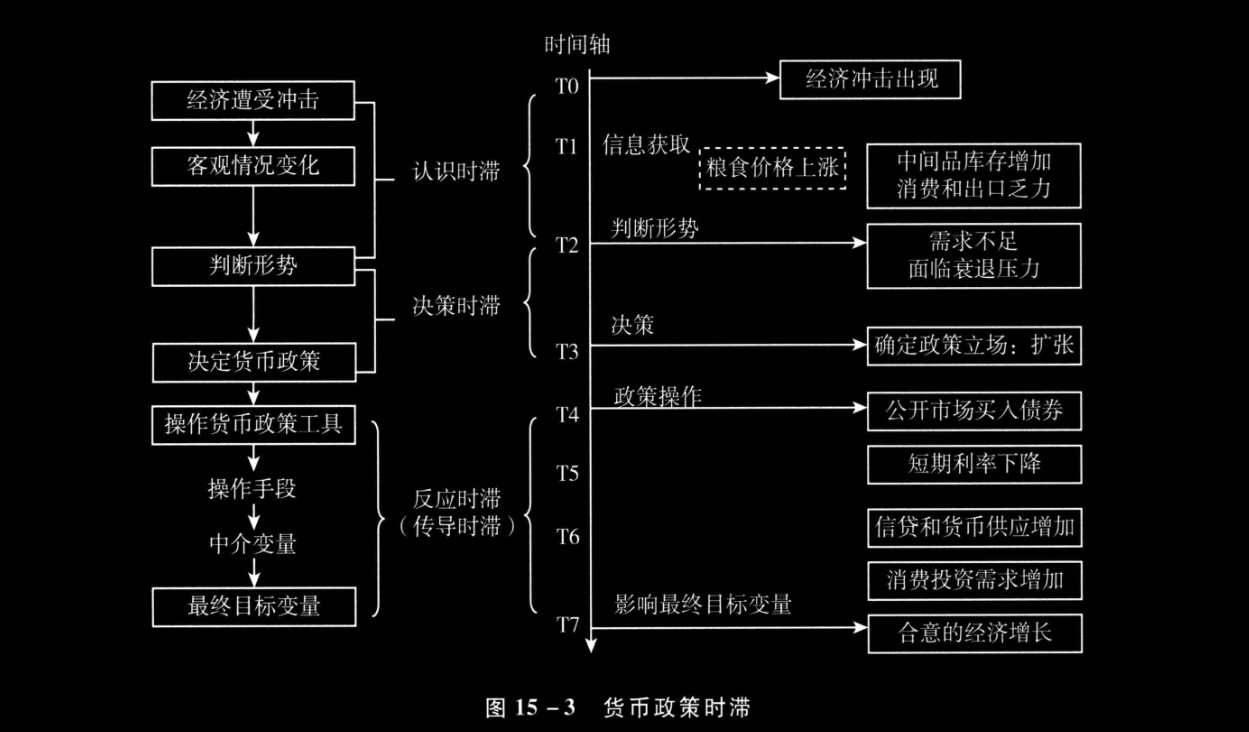 时间轴
经济遭受冲击
客观情况变化
判断形势
决定货币政策
操作货币政策工具
操作手段
中介变量
最终目标变量
认识时滞
决策时滞
反应时滞
（传导时滞）
T0
T1
T2
T3
T4
T5
T6
T7
信息获取
判断形势
决策
政策操作
影响最终目标变量
经济冲击出现
粮食价格上涨
中间品库存增加
消费和出口乏力
需求不足
面临衰退压力
确定政策立场：扩张
公开市场买入债券
短期利率下降
信贷和货币供应增加
消费投资需求增加
合意的经济增长
图 15－3 货币政策时滞